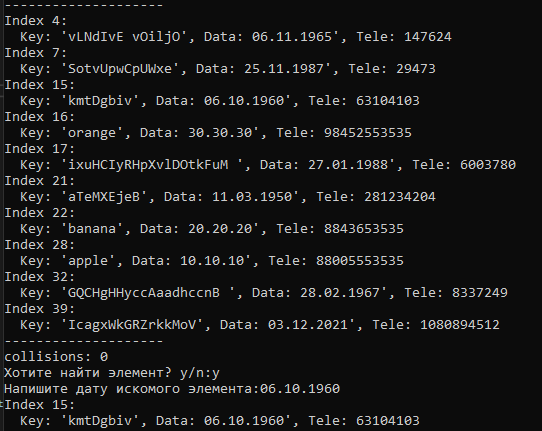 --------------------
Index 4:
  Key: 'vLNdIvE vOiljO', Data: 06.11.1965', Tele: 147624
Index 7:
  Key: 'SotvUpwCpUWxe', Data: 25.11.1987', Tele: 29473
Index 15:
  Key: 'kmtDgbiv', Data: 06.10.1960', Tele: 63104103
Index 16:
  Key: 'orange', Data: 30.30.30', Tele: 98452553535
Index 17:
  Key: 'ixuHCIyRHpXvlDOtkFuM ', Data: 27.01.1988', Tele: 6003780
Index 21:
  Key: 'aTeMXEjeB', Data: 11.03.1950', Tele: 281234204
Index 22:
  Key: 'banana', Data: 20.20.20', Tele: 8843653535
Index 28:
  Key: 'apple', Data: 10.10.10', Tele: 88005553535
Index 32:
  Key: 'GQCHgHHyccAaadhccnB ', Data: 28.02.1967', Tele: 8337249
Index 39:
  Key: 'IcagxWkGRZrkkMoV', Data: 03.12.2021', Tele: 1080894512
--------------------
collisions: 0
Хотите найти элемент? y/n:y
Напишите дату искомого элемента:06.10.1960
Index 15:
  Key: 'kmtDgbiv', Data: 06.10.1960', Tele: 63104103